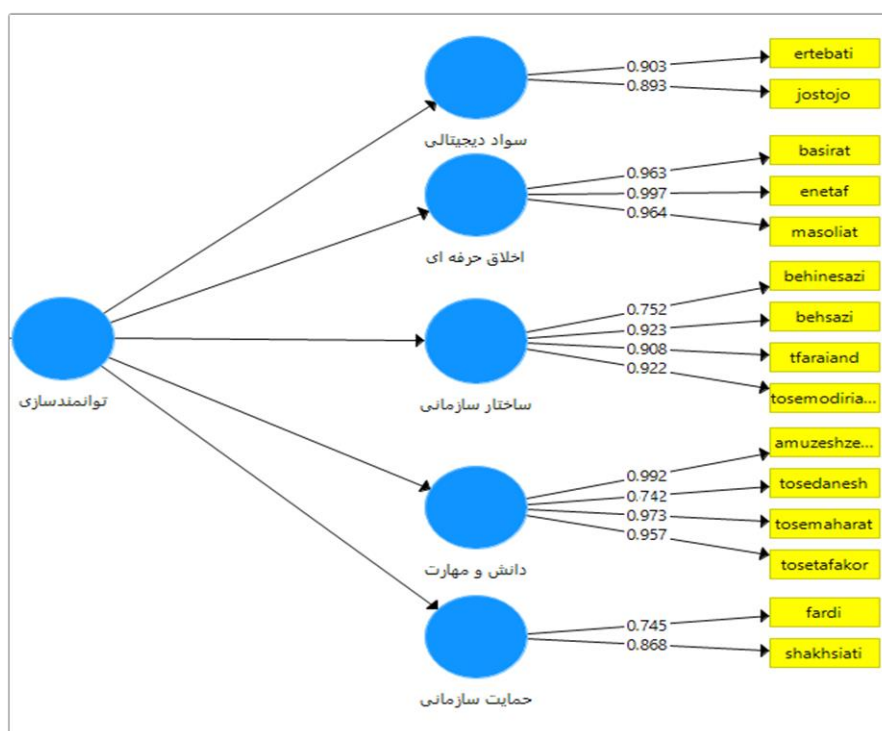 ertebati
0.903
0.893
jostojo
سواد دیجیتالی
basirat
0.963
0.997
enetaf
0.964
masoliat
اخلاق حرفه ای
behinesazi
0.752
0.923
behsazi
0.908
tfaraiand
0.922
tosemodiria...
ساختار سازمانی
توانمندسازی
amuzeshze...
0.992
0.742
tosedanesh
0.973
tosemaharat
0.957
tosetafakor
دانش و مهارت
fardi
0.745
0.868
shakhsiati
حمایت سازمانی